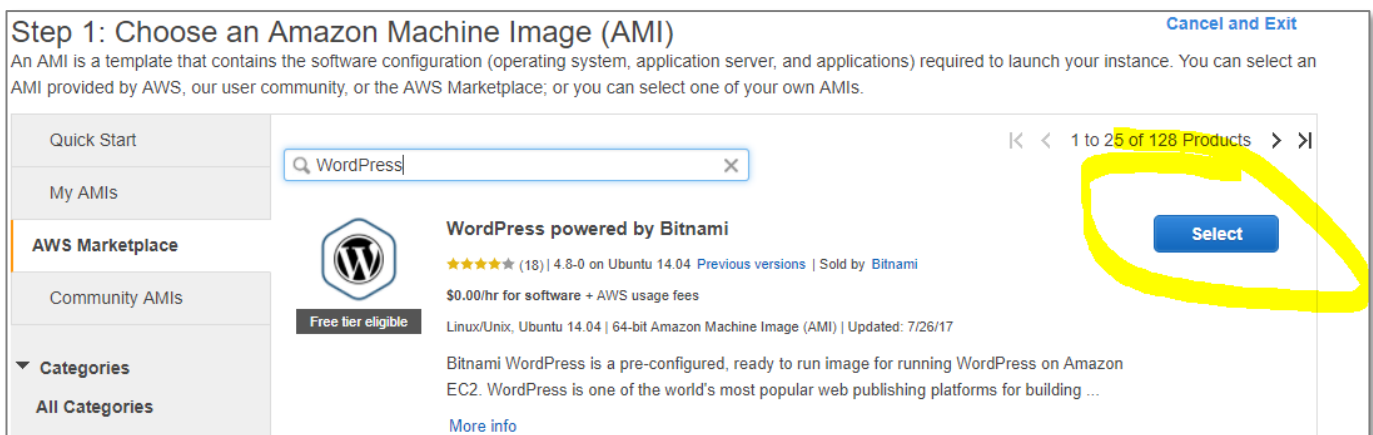 Step 1: Choose an Amazon Machine Image (AMI)
Cancel and Exit
An AMI is a template that contains the software configuration (operating system, application server, and applications) required to launch your instance. You can select an
AMI provided by AWS, our user community, or the AWS Marketplace; or you can select one of your own AMIs.
Quick Start
My AMIs
AWS Marketplace
Community AMIs
Categories
All Categories
1 to 25 of 128 Products
WordPress
WordPress powered by Bitnami
Select
(18) | 4.8-0 on Ubuntu 14.04 Previous versions | Sold by Bitnami
$0.00/hr for software + AWS usage fees
Free tier eligible
Linux/Unix, Ubuntu 14.04 | 64-bit Amazon Machine Image (AMI) | Updated: 7/26/17
Bitnami WordPress is a pre-configured, ready to run image for running WordPress on Amazon
EC2. WordPress is one of the world's most popular web publishing platforms for building ...
More info